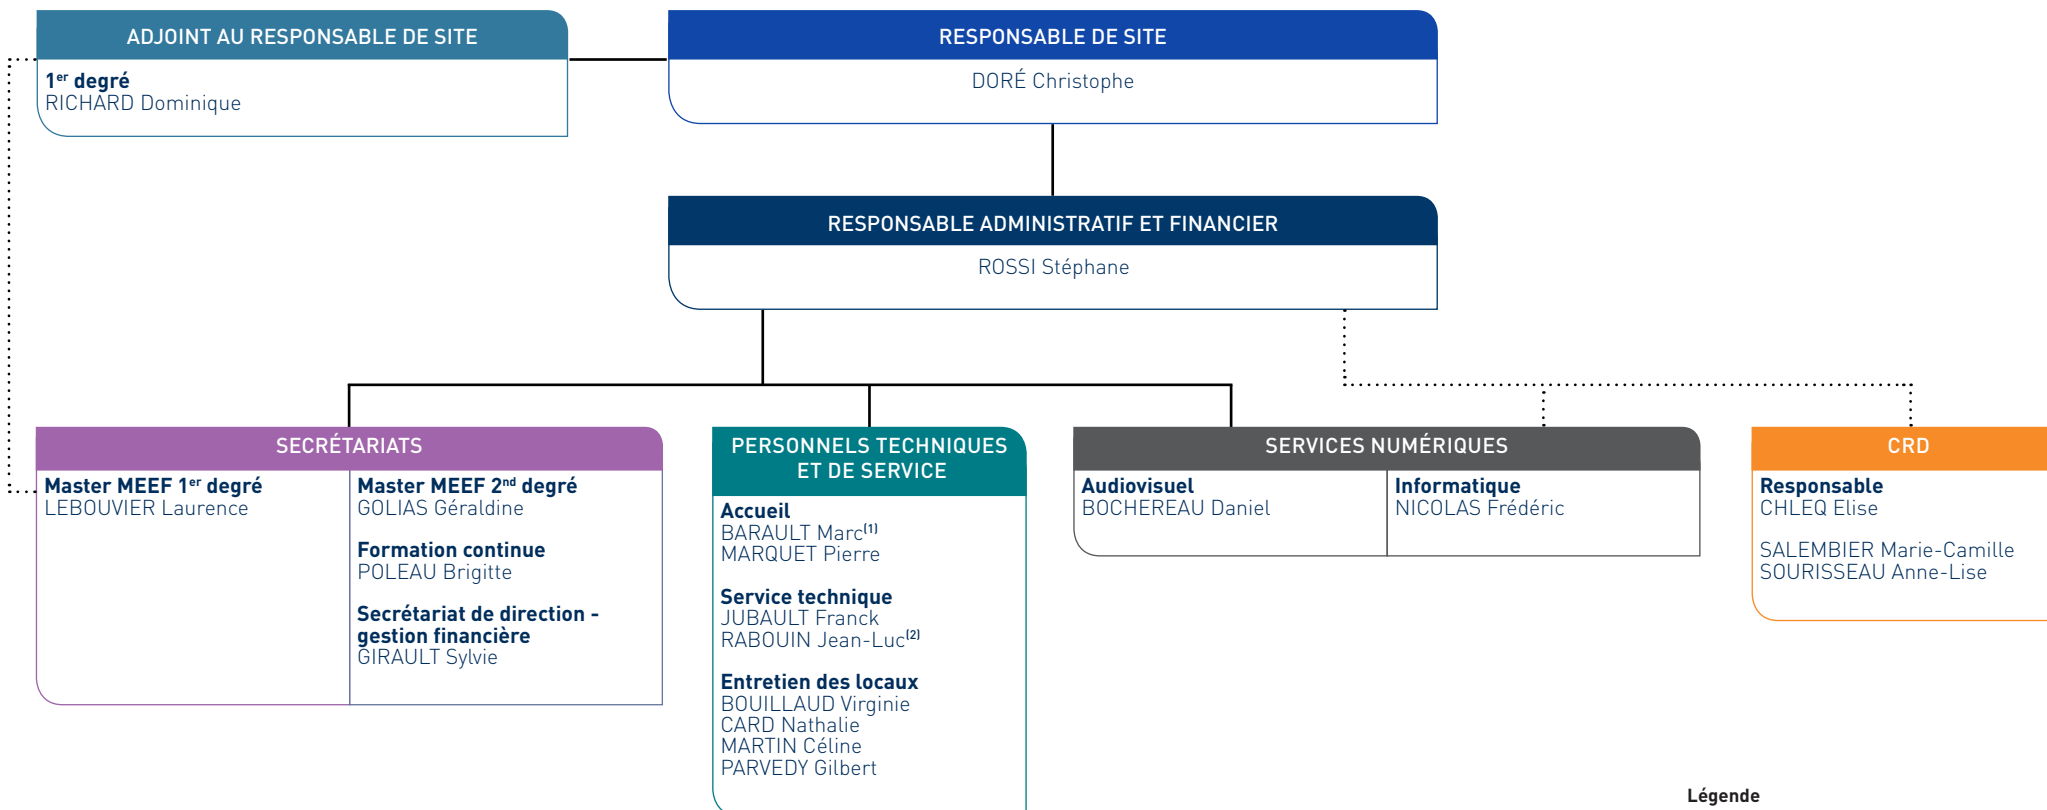 ADJOINT AU RESPONSABLE DE SITE
1er degré
RICHARD Dominique
RESPONSABLE DE SITE
DORÉ Christophe
RESPONSABLE ADMINISTRATIF ET FINANCIER
ROSSI Stéphane
SECRÉTARIATS
Master MEEF 1er degré
LEBOUVIER Laurence
Master MEEF 2nd degré
GOLIAS Géraldine
Formation continue
POLEAU Brigitte
Secrétariat de direction -
gestion financière
GIRAULT Sylvie
PERSONNELS TECHNIQUES
ET DE SERVICE
Accueil
BARAULT Marc(1)
MARQUET Pierre
Service technique
JUBAULT Franck
RABOUIN Jean-Luc(2)
Entretien des locaux
BOUILLAUD Virginie
CARD Nathalie
MARTIN Céline
PARVEDY Gilbert
SERVICES NUMÉRIQUES
Audiovisuel
BOCHEREAU Daniel
Informatique
NICOLAS Frédéric
CRD
Responsable
CHLEQ Elise
SALEMBIER Marie-Camille
SOURISSEAU Anne-Lise
Légende